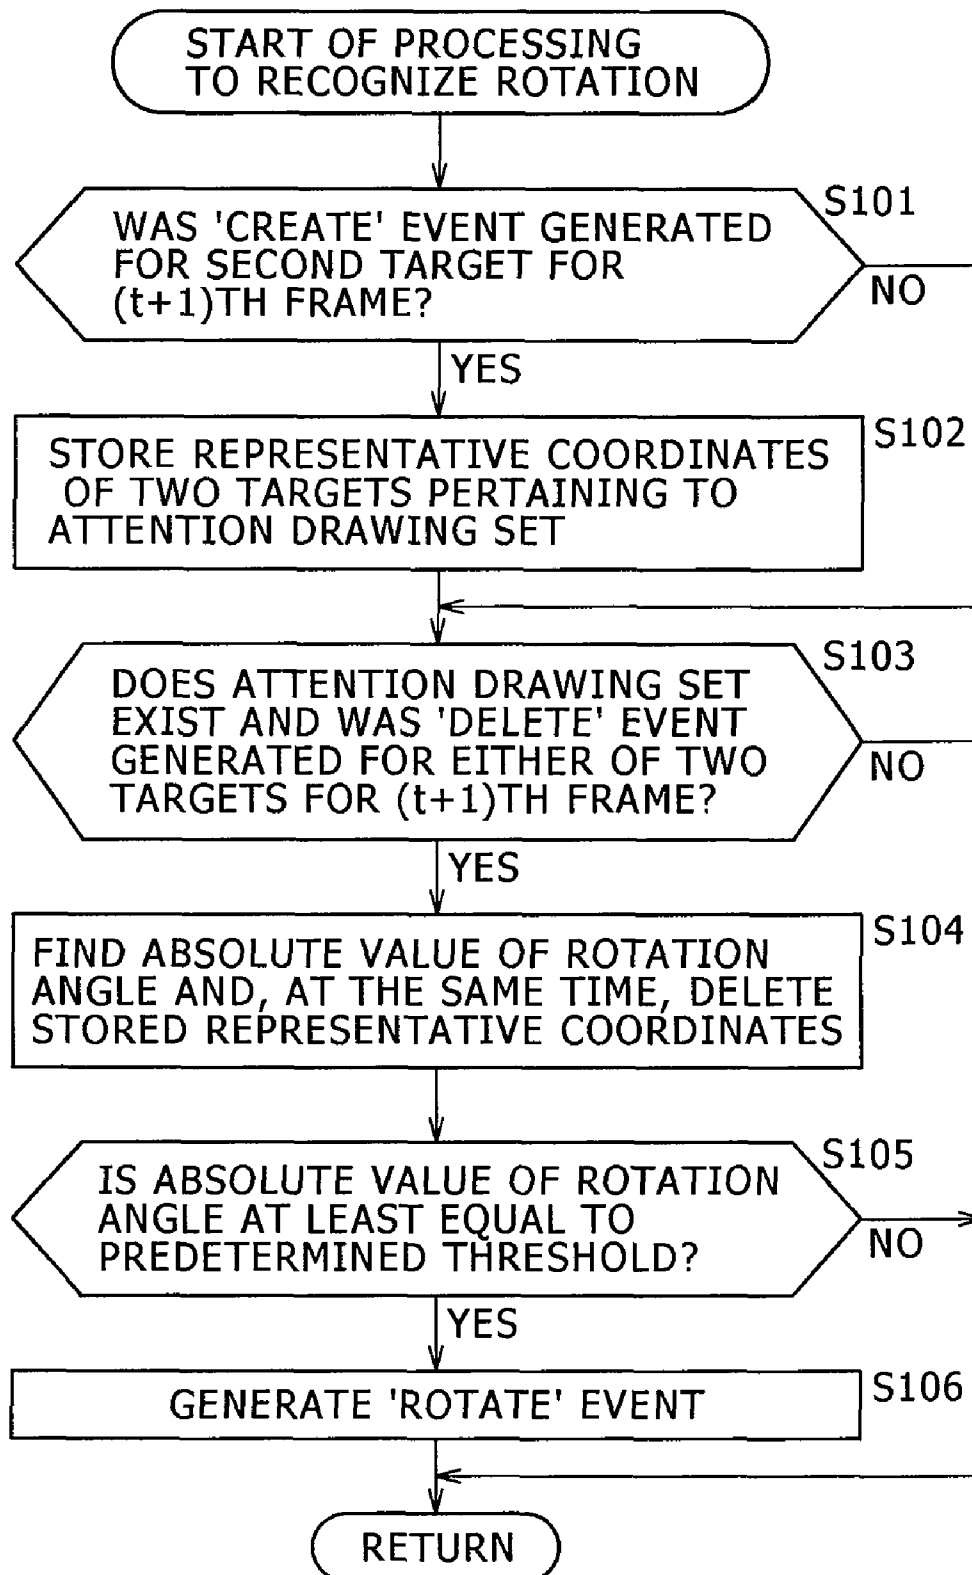 START OF PROCESSING
TO RECOGNIZE ROTATION
S101
WAS 'CREATE' EVENT GENERATED
FOR SECOND TARGET FOR
(t+1)TH FRAME?
NO
YES
S102
STORE REPRESENTATIVE COORDINATES
OF TWO TARGETS PERTAINING TO
ATTENTION DRAWING SET
S103
DOES ATTENTION DRAWING SET
EXIST AND WAS 'DELETE' EVENT
GENERATED FOR EITHER OF TWO
TARGETS FOR (t+1)TH FRAME?
NO
YES
S104
FIND ABSOLUTE VALUE OF ROTATION
ANGLE AND, AT THE SAME TIME, DELETE
STORED REPRESENTATIVE COORDINATES
S105
IS ABSOLUTE VALUE OF ROTATION
ANGLE AT LEAST EQUAL TO
PREDETERMINED THRESHOLD?
NO
YES
S106
GENERATE 'ROTATE' EVENT
RETURN